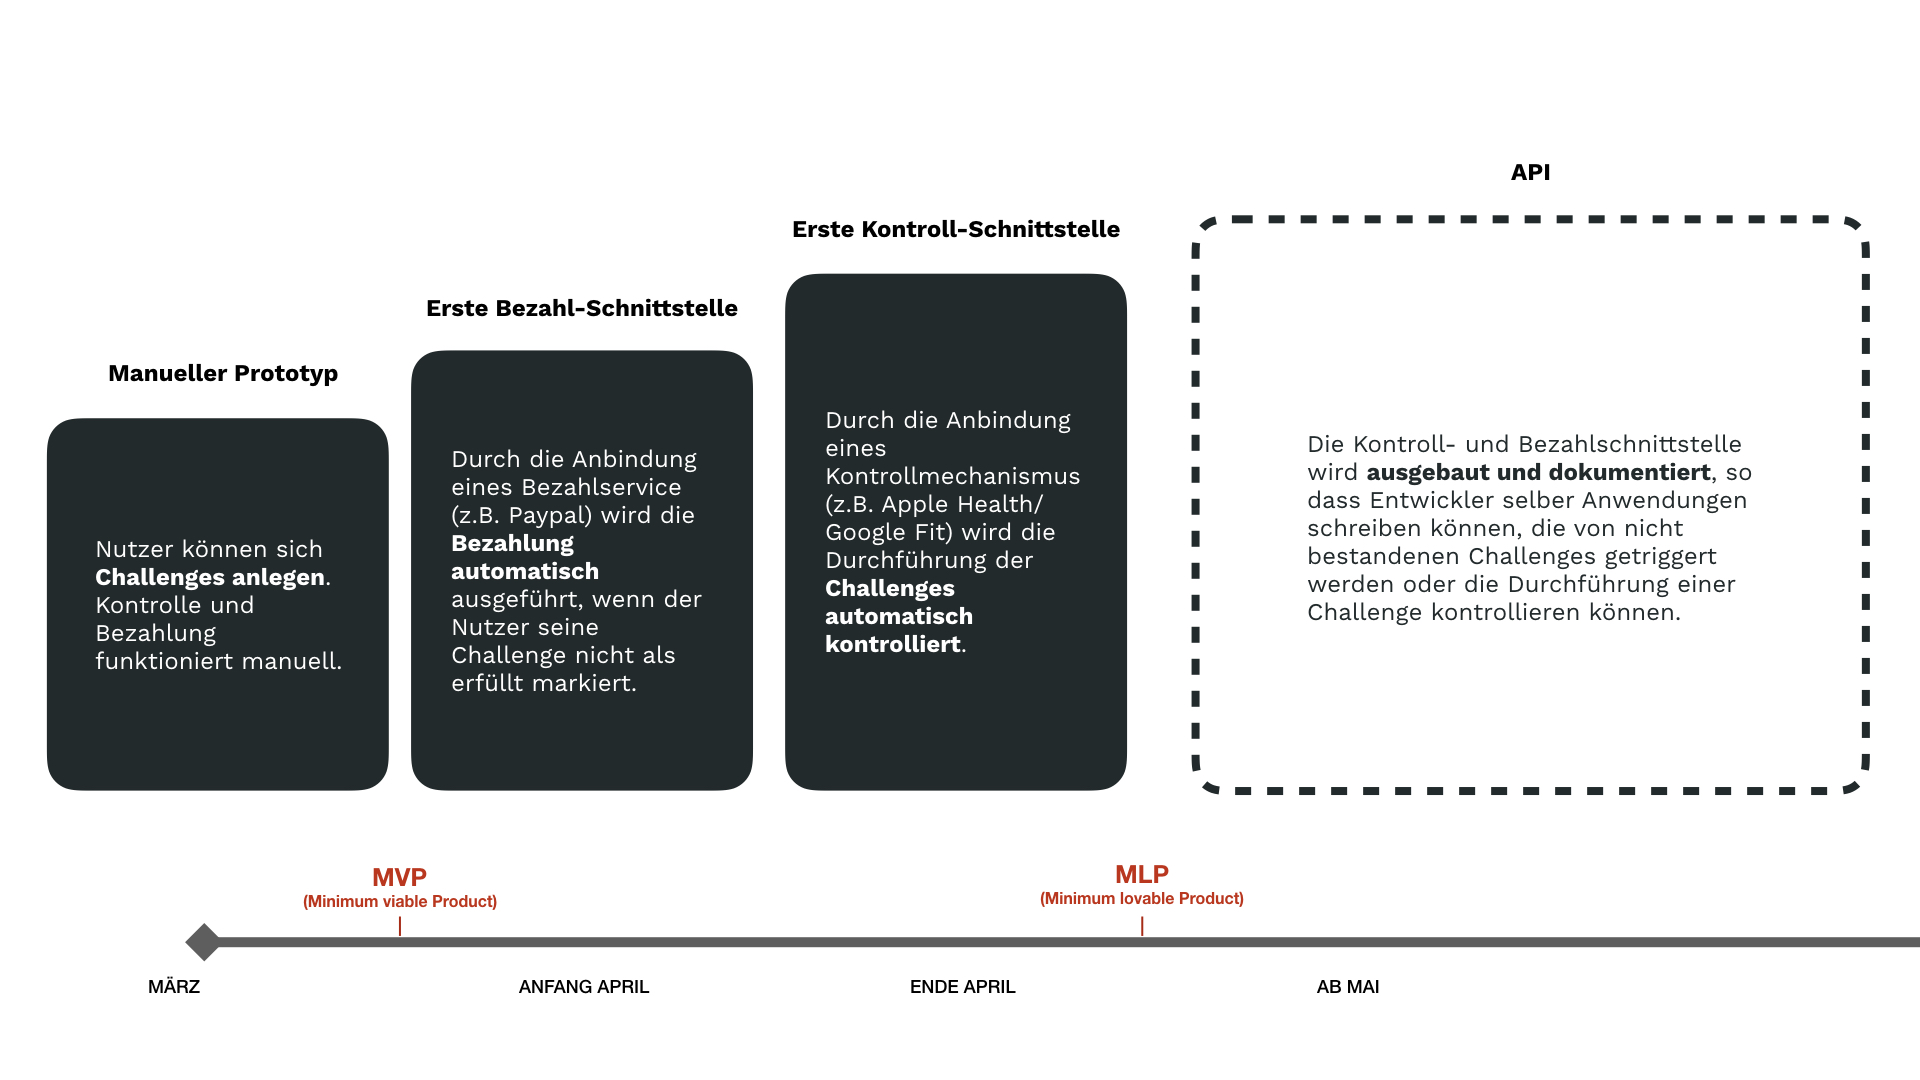 Manueller Prototyp
Nutzer können sich
Challenges anlegen.
Kontrolle und
Bezahlung
funktioniert manuell.
Erste Bezahl-Schnittstelle
Durch die Anbindung
eines Bezahlservice
(z.B. Paypal) wird die
Bezahlung
automatisch
ausgeführt, wenn der
Nutzer seine
Challenge nicht als
erfüllt markiert.
Erste Kontroll-Schnittstelle
Durch die Anbindung
eines
Kontrollmechanismus
(z.B. Apple Health/
Google Fit) wird die
Durchführung der
Challenges
automatisch
kontrolliert.
API
Die Kontroll- und Bezahlschnittstelle
wird ausgebaut und dokumentiert, so
dass Entwickler selber Anwendungen
schreiben können, die von nicht
bestandenen Challenges getriggert
werden oder die Durchführung einer
Challenge kontrollieren können.
MVP
(Minimum viable Product)
MLP
(Minimum lovable Product)
MÄRZ
ANFANG APRIL
ENDE APRIL
AB MAI